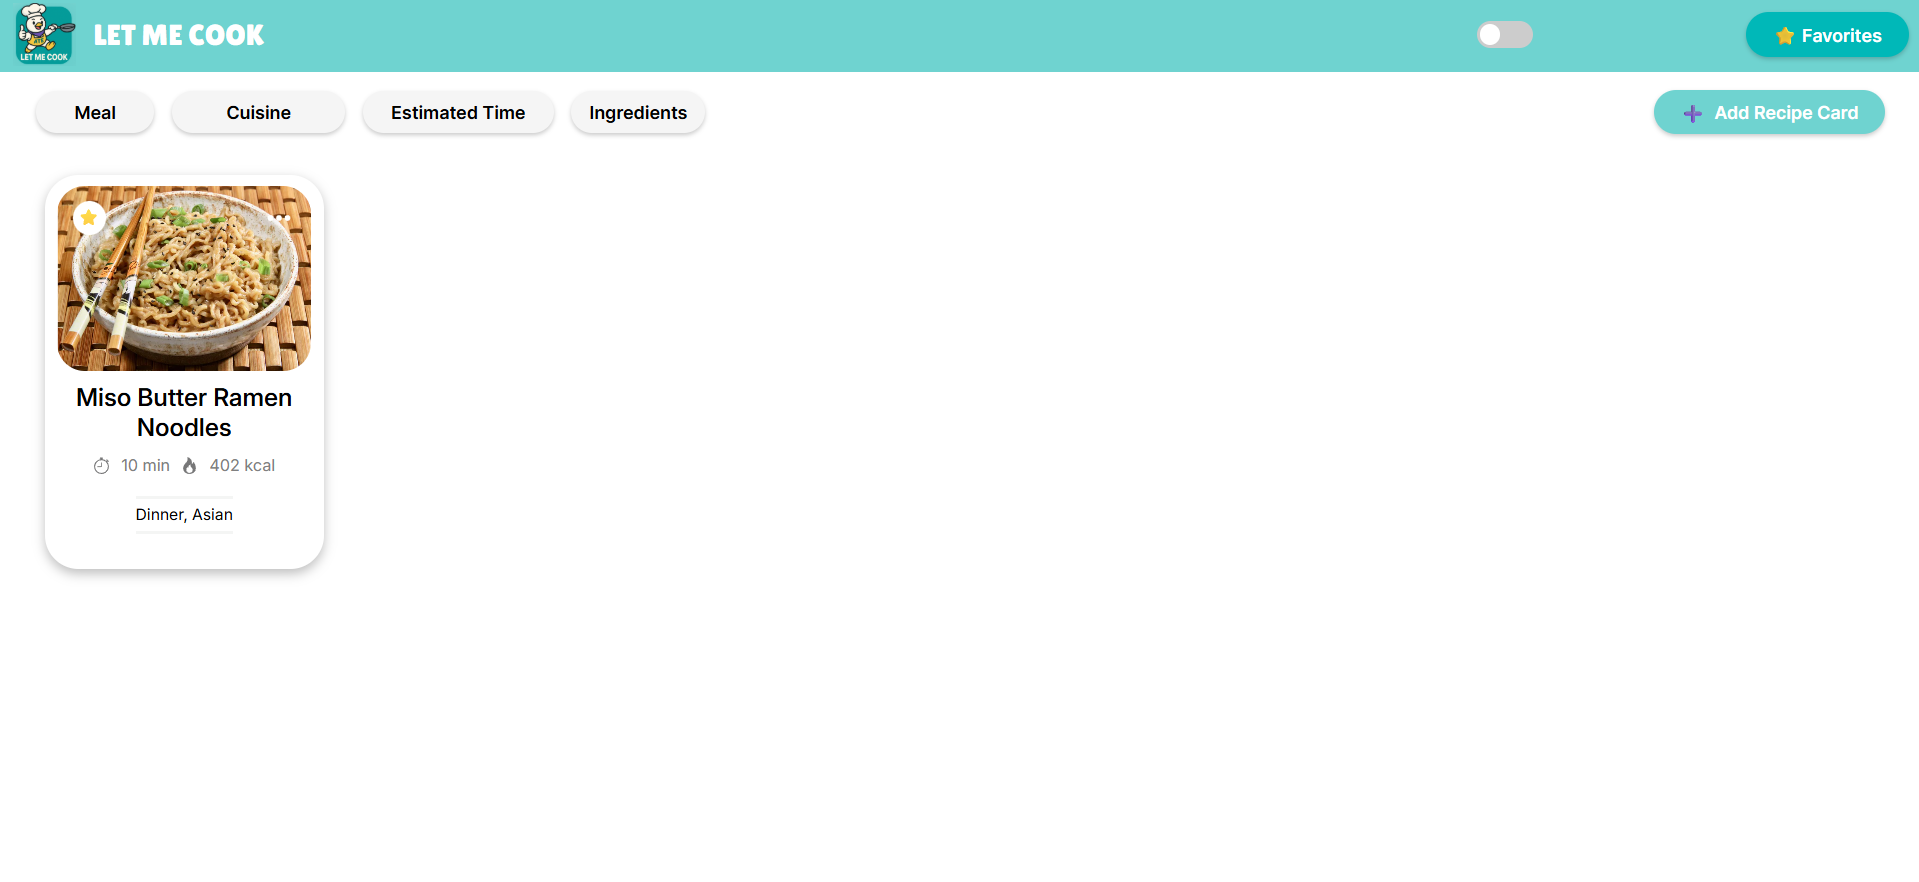 LET ME COOK
LET ME COOK
Favorites
Meal
Cuisine
Estimated Time
Ingredients
Add Recipe Card
Miso Butter Ramen
Noodles
10 min 402 kcal
Dinner, Asian